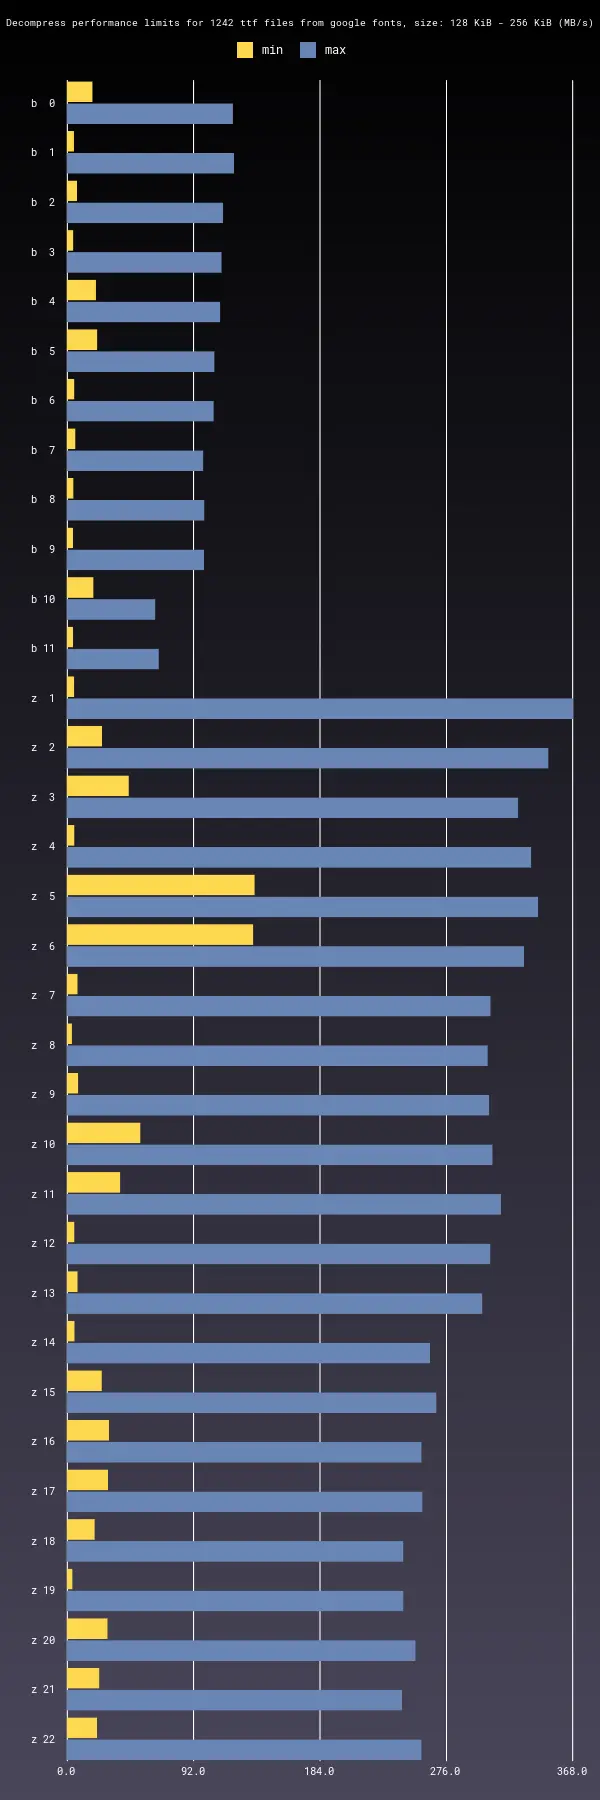 Decompress performance limits for 1242 ttf files from google fonts, size: 128 KiB - 256 KiB (MB/s)
min max
b 0
b 1
b 2
b 3
b 4
b 5
b 6
b 7
b 8
b 9
b 10
b 11
z 1
z 2
z 3
z 4
z 5
z 6
z 7
z 8
z 9
z 10
z 11
z 12
z 13
z 14
z 15
z 16
z 17
z 18
z 19
z 20
z 21
z 22
0.0 92.0 184.0 276.0 368.0